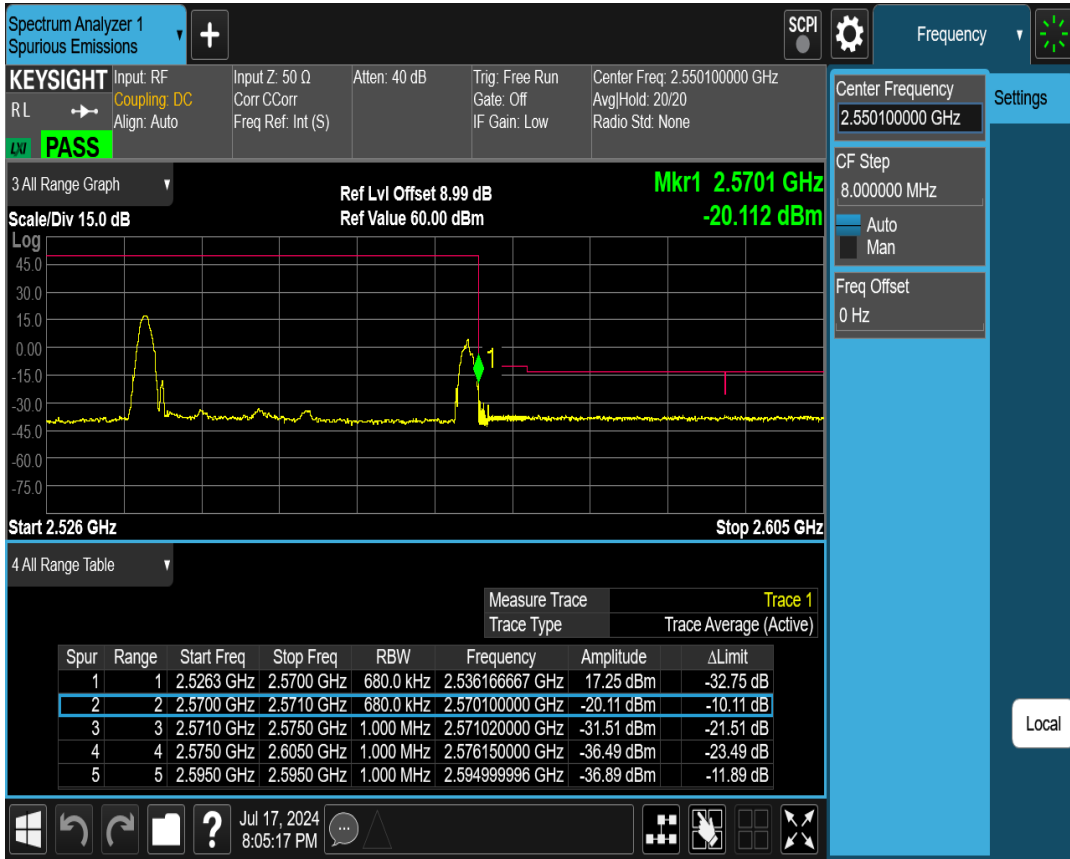 Spectrum Analyzer 1
Spurious Emissions
+
SCPI
Frequency
KEYSIGHT
RL
LXI
PASS
Input: RF
Coupling: DC
Align: Auto
Input Z: 50 Ω
Corr CCorr
Freq Ref: Int (S)
Atten: 40 dB
Trig: Free Run
Gate: Off
IF Gain: Low
Center Freq: 2.550100000 GHz
Avg|Hold: 20/20
Radio Std: None
Center Frequency
2.550100000 GHz
Settings
CF Step
8.000000 MHz
Auto
Man
Freq Offset
0 Hz
Local
3 All Range Graph
Scale/Div 15.0 dB
Ref Lvl Offset 8.99 dB
Ref Value 60.00 dBm
Mkr1 2.5701 GHz
-20.112 dBm
Log
45.0
30.0
15.0
0.00
-15.0
-30.0
-45.0
-60.0
-75.0
1
Start 2.526 GHz
Stop 2.605 GHz
4 All Range Table
Measure Trace Trace 1
Trace Type Trace Average (Active)
Spur Range Start Freq Stop Freq RBW Frequency Amplitude ΔLimit
1 1 2.5263 GHz 2.5700 GHz 680.0 kHz 2.536166667 GHz 17.25 dBm -32.75 dB
2 2 2.5700 GHz 2.5710 GHz 680.0 kHz 2.570100000 GHz -20.11 dBm -10.11 dB
3 3 2.5710 GHz 2.5750 GHz 1.000 MHz 2.571020000 GHz -31.51 dBm -21.51 dB
4 4 2.5750 GHz 2.6050 GHz 1.000 MHz 2.576150000 GHz -36.49 dBm -23.49 dB
5 5 2.5950 GHz 2.5950 GHz 1.000 MHz 2.594999996 GHz -36.89 dBm -11.89 dB
?
Jul 17, 2024
8:05:17 PM